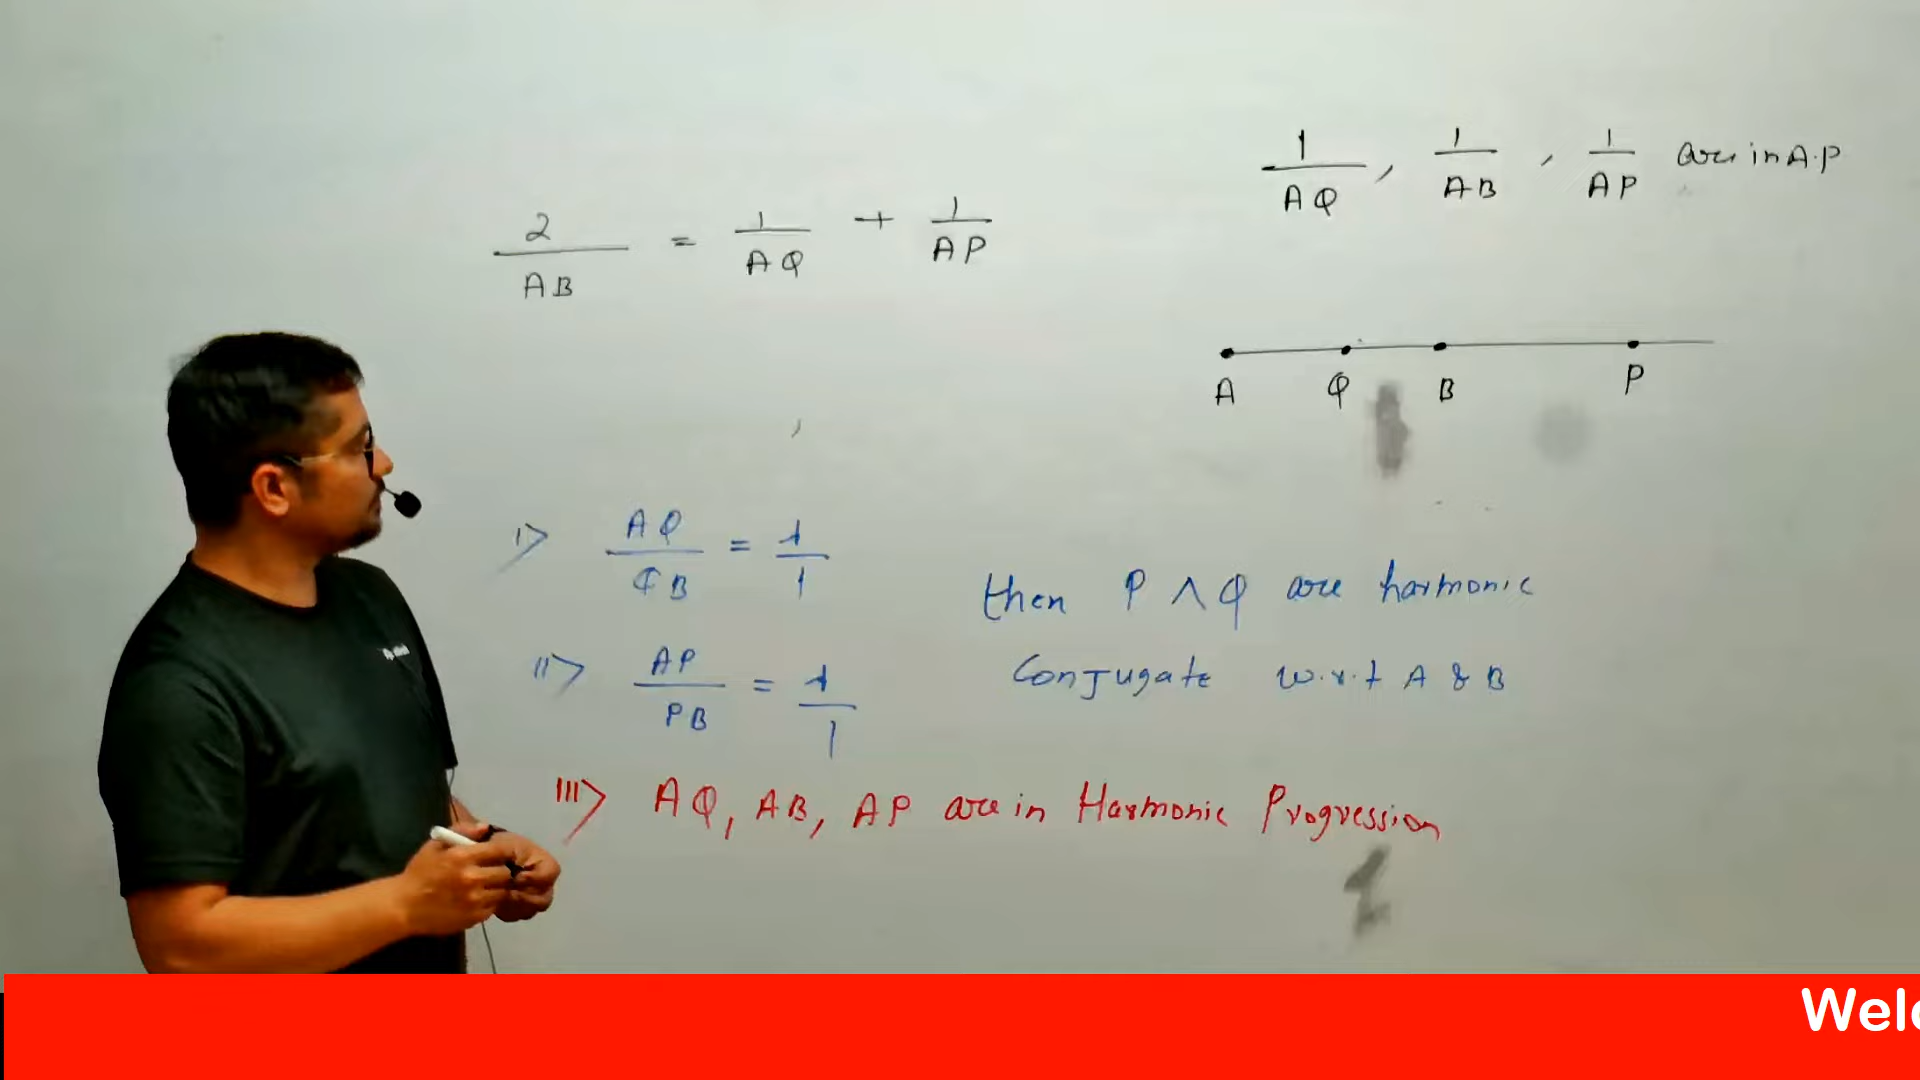 2/AB = 1/AQ + 1/AP
1/AQ , 1/AB , 1/AP are in A.P
A Q B P
I> AQ/QB = λ/1
then P ∧ Q are harmonic
Conjugate w.r.t A & B
II> AP/PB = λ/1
III> AQ, AB, AP are in Harmonic Progression
Welc